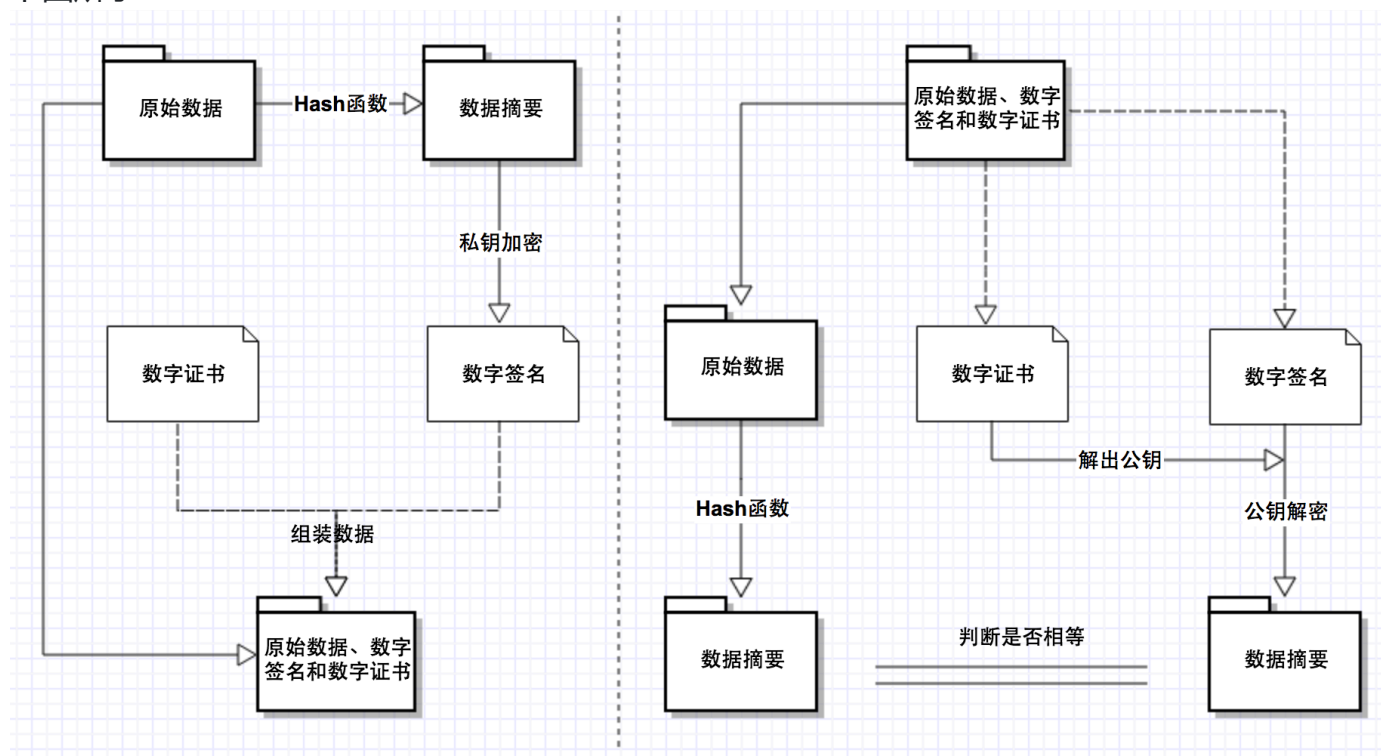 原始数据
Hash函数
数据摘要
私钥加密
数字证书
数字签名
组装数据
原始数据、数字
签名和数字证书
原始数据、数字
签名和数字证书
原始数据
数字证书
数字签名
解出公钥
Hash函数
公钥解密
数据摘要
判断是否相等
数据摘要